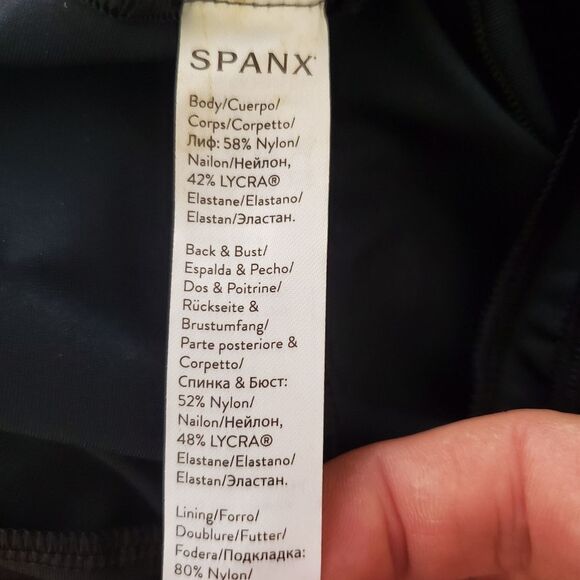 SPANX
Body/Cuerpo/
Corps/Corpetto/
Лиф: 58% Nylon/
Nailon/Нейлон,
42% LYCRA®
Elastane/Elastano/
Elastan/Эластан.
Back & Bust/
Espalda & Pecho/
Dos & Poitrine/
Rückseite &
Brustumfang/
Parte posteriore &
Corpetto/
Спинка & Бюст:
52% Nylon/
Nailon/Нейлон,
48% LYCRA®
Elastane/Elastano/
Elastan/Эластан.
Lining/Forro/
Doublure/Futter/
Fodera/Подкладка:
80% Nylon/